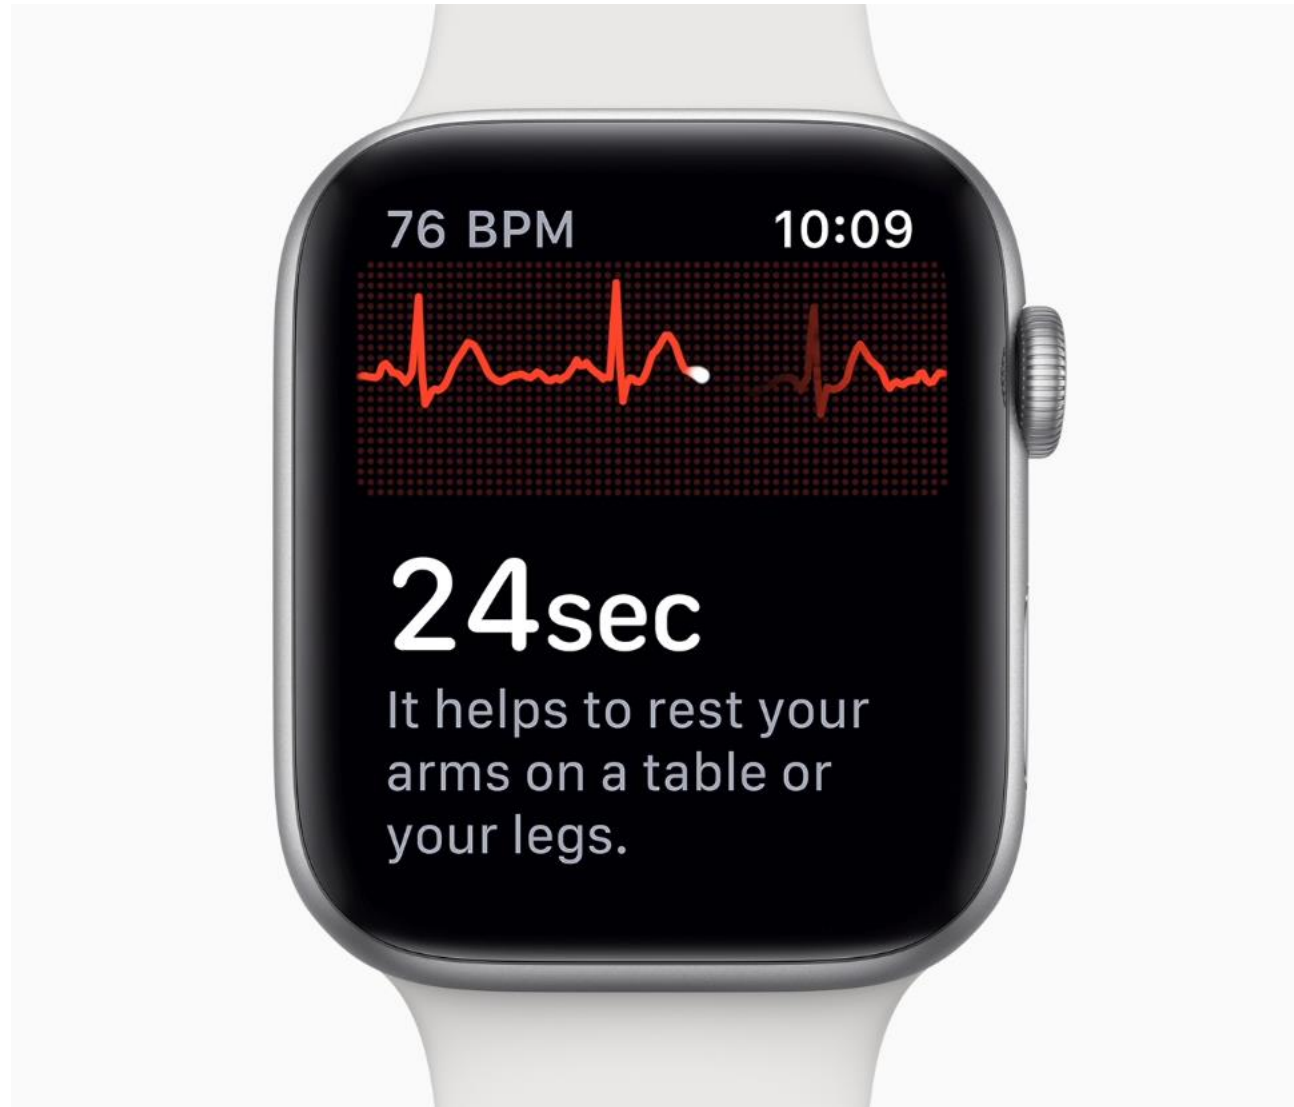 76 BPM 10:09
24sec
It helps to rest your
arms on a table or
your legs.